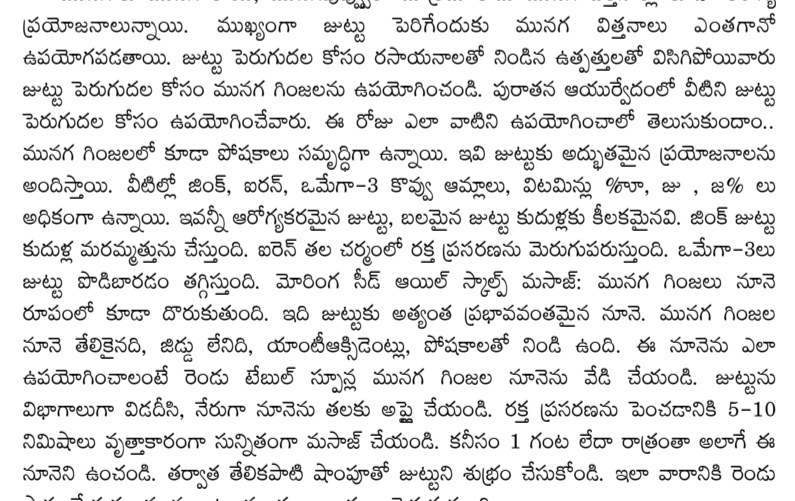 ప్రయోజనాలున్నాయి. ముఖ్యంగా జుట్టు పెరిగేందుకు మునగ విత్తనాలు ఎంతగానో
ఉపయోగపడతాయి. జుట్టు పెరుగుదల కోసం రసాయనాలతో నిండిన ఉత్పత్తులతో విసిగిపోయివారు
జుట్టు పెరుగుదల కోసం మునగ గింజలను ఉపయోగించండి. పురాతన ఆయుర్వేదంలో వీటిని జుట్టు
పెరుగుదల కోసం ఉపయోగించేవారు. ఈ రోజు ఎలా వాటిని ఉపయోగించాలో తెలుసుకుందాం..
మునగ గింజలలో కూడా పోషకాలు సమృద్ధిగా ఉన్నాయి. ఇవి జుట్టుకు అద్భుతమైన ప్రయోజనాలను
అందిస్తాయి. వీటిల్లో జింక్, ఐరన్, ఒమేగా-3 కొవ్వు ఆమ్లాలు, విటమిన్లు %ూ, జు , జ% లు
అధికంగా ఉన్నాయి. ఇవన్నీ ఆరోగ్యకరమైన జుట్టు, బలమైన జుట్టు కుదుళ్లకు కీలకమైనవి. జింక్ జుట్టు
కుదుళ్ల మరమ్మత్తును చేస్తుంది. ఐరెన్ తల చర్మంలో రక్త ప్రసరణను మెరుగుపరుస్తుంది. ఒమేగా-3లు
జుట్టు పొడిబారడం తగ్గిస్తుంది. మోరింగ సీడ్ ఆయిల్ స్కాల్ప్ మసాజ్: మునగ గింజలు నూనె
రూపంలో కూడా దొరుకుతుంది. ఇది జుట్టుకు అత్యంత ప్రభావవంతమైన నూనె. మునగ గింజల
నూనె తేలికైనది, జిడ్డు లేనిది, యాంటీఆక్సిడెంట్లు, పోషకాలతో నిండి ఉంది. ఈ నూనెను ఎలా
ఉపయోగించాలంటే రెండు టేబుల్ స్పూన్ల మునగ గింజల నూనెను వేడి చేయండి. జుట్టును
విభాగాలుగా విడదీసి, నేరుగా నూనెను తలకు అప్లై చేయండి. రక్త ప్రసరణను పెంచడానికి 5-10
నిమిషాలు వృత్తాకారంగా సున్నితంగా మసాజ్ చేయండి. కనీసం 1 గంట లేదా రాత్రంతా అలాగే ఈ
నూనెని ఉంచండి. తర్వాత తేలికపాటి షాంపూతో జుట్టుని శుభ్రం చేసుకోండి. ఇలా వారానికి రెండు